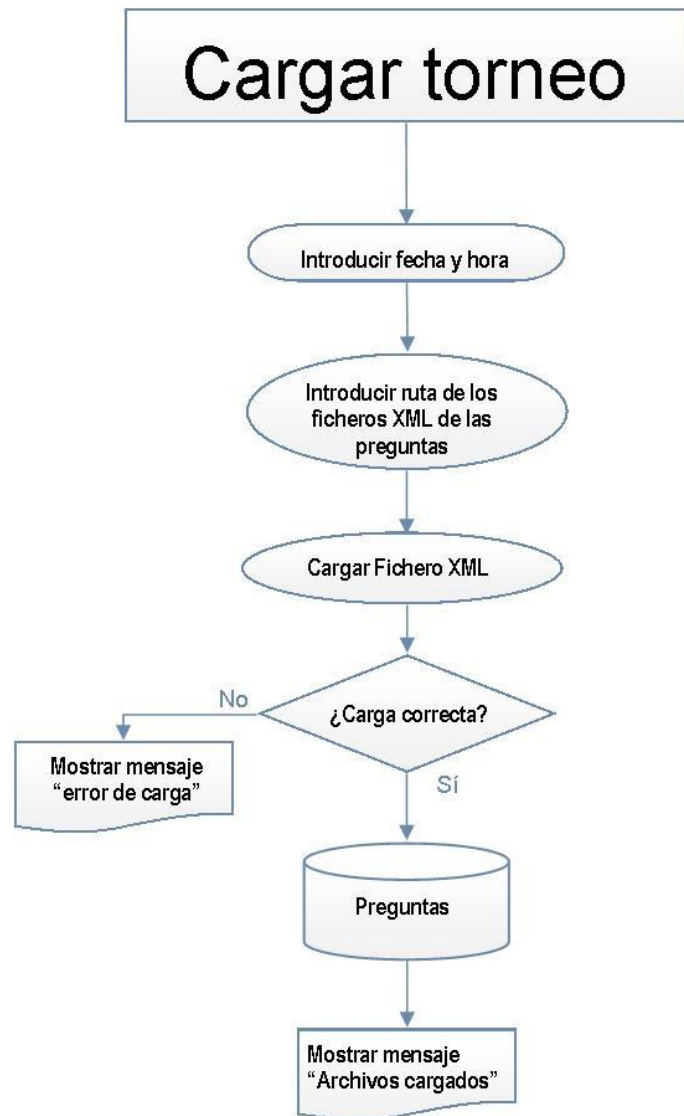 Cargar torneo
Introducir fecha y hora
Introducir ruta de los
ficheros XML de las
preguntas
Cargar Fichero XML
¿Carga correcta?
No
Mostrar mensaje
“error de carga”
Sí
Preguntas
Mostrar mensaje
“Archivos cargados”